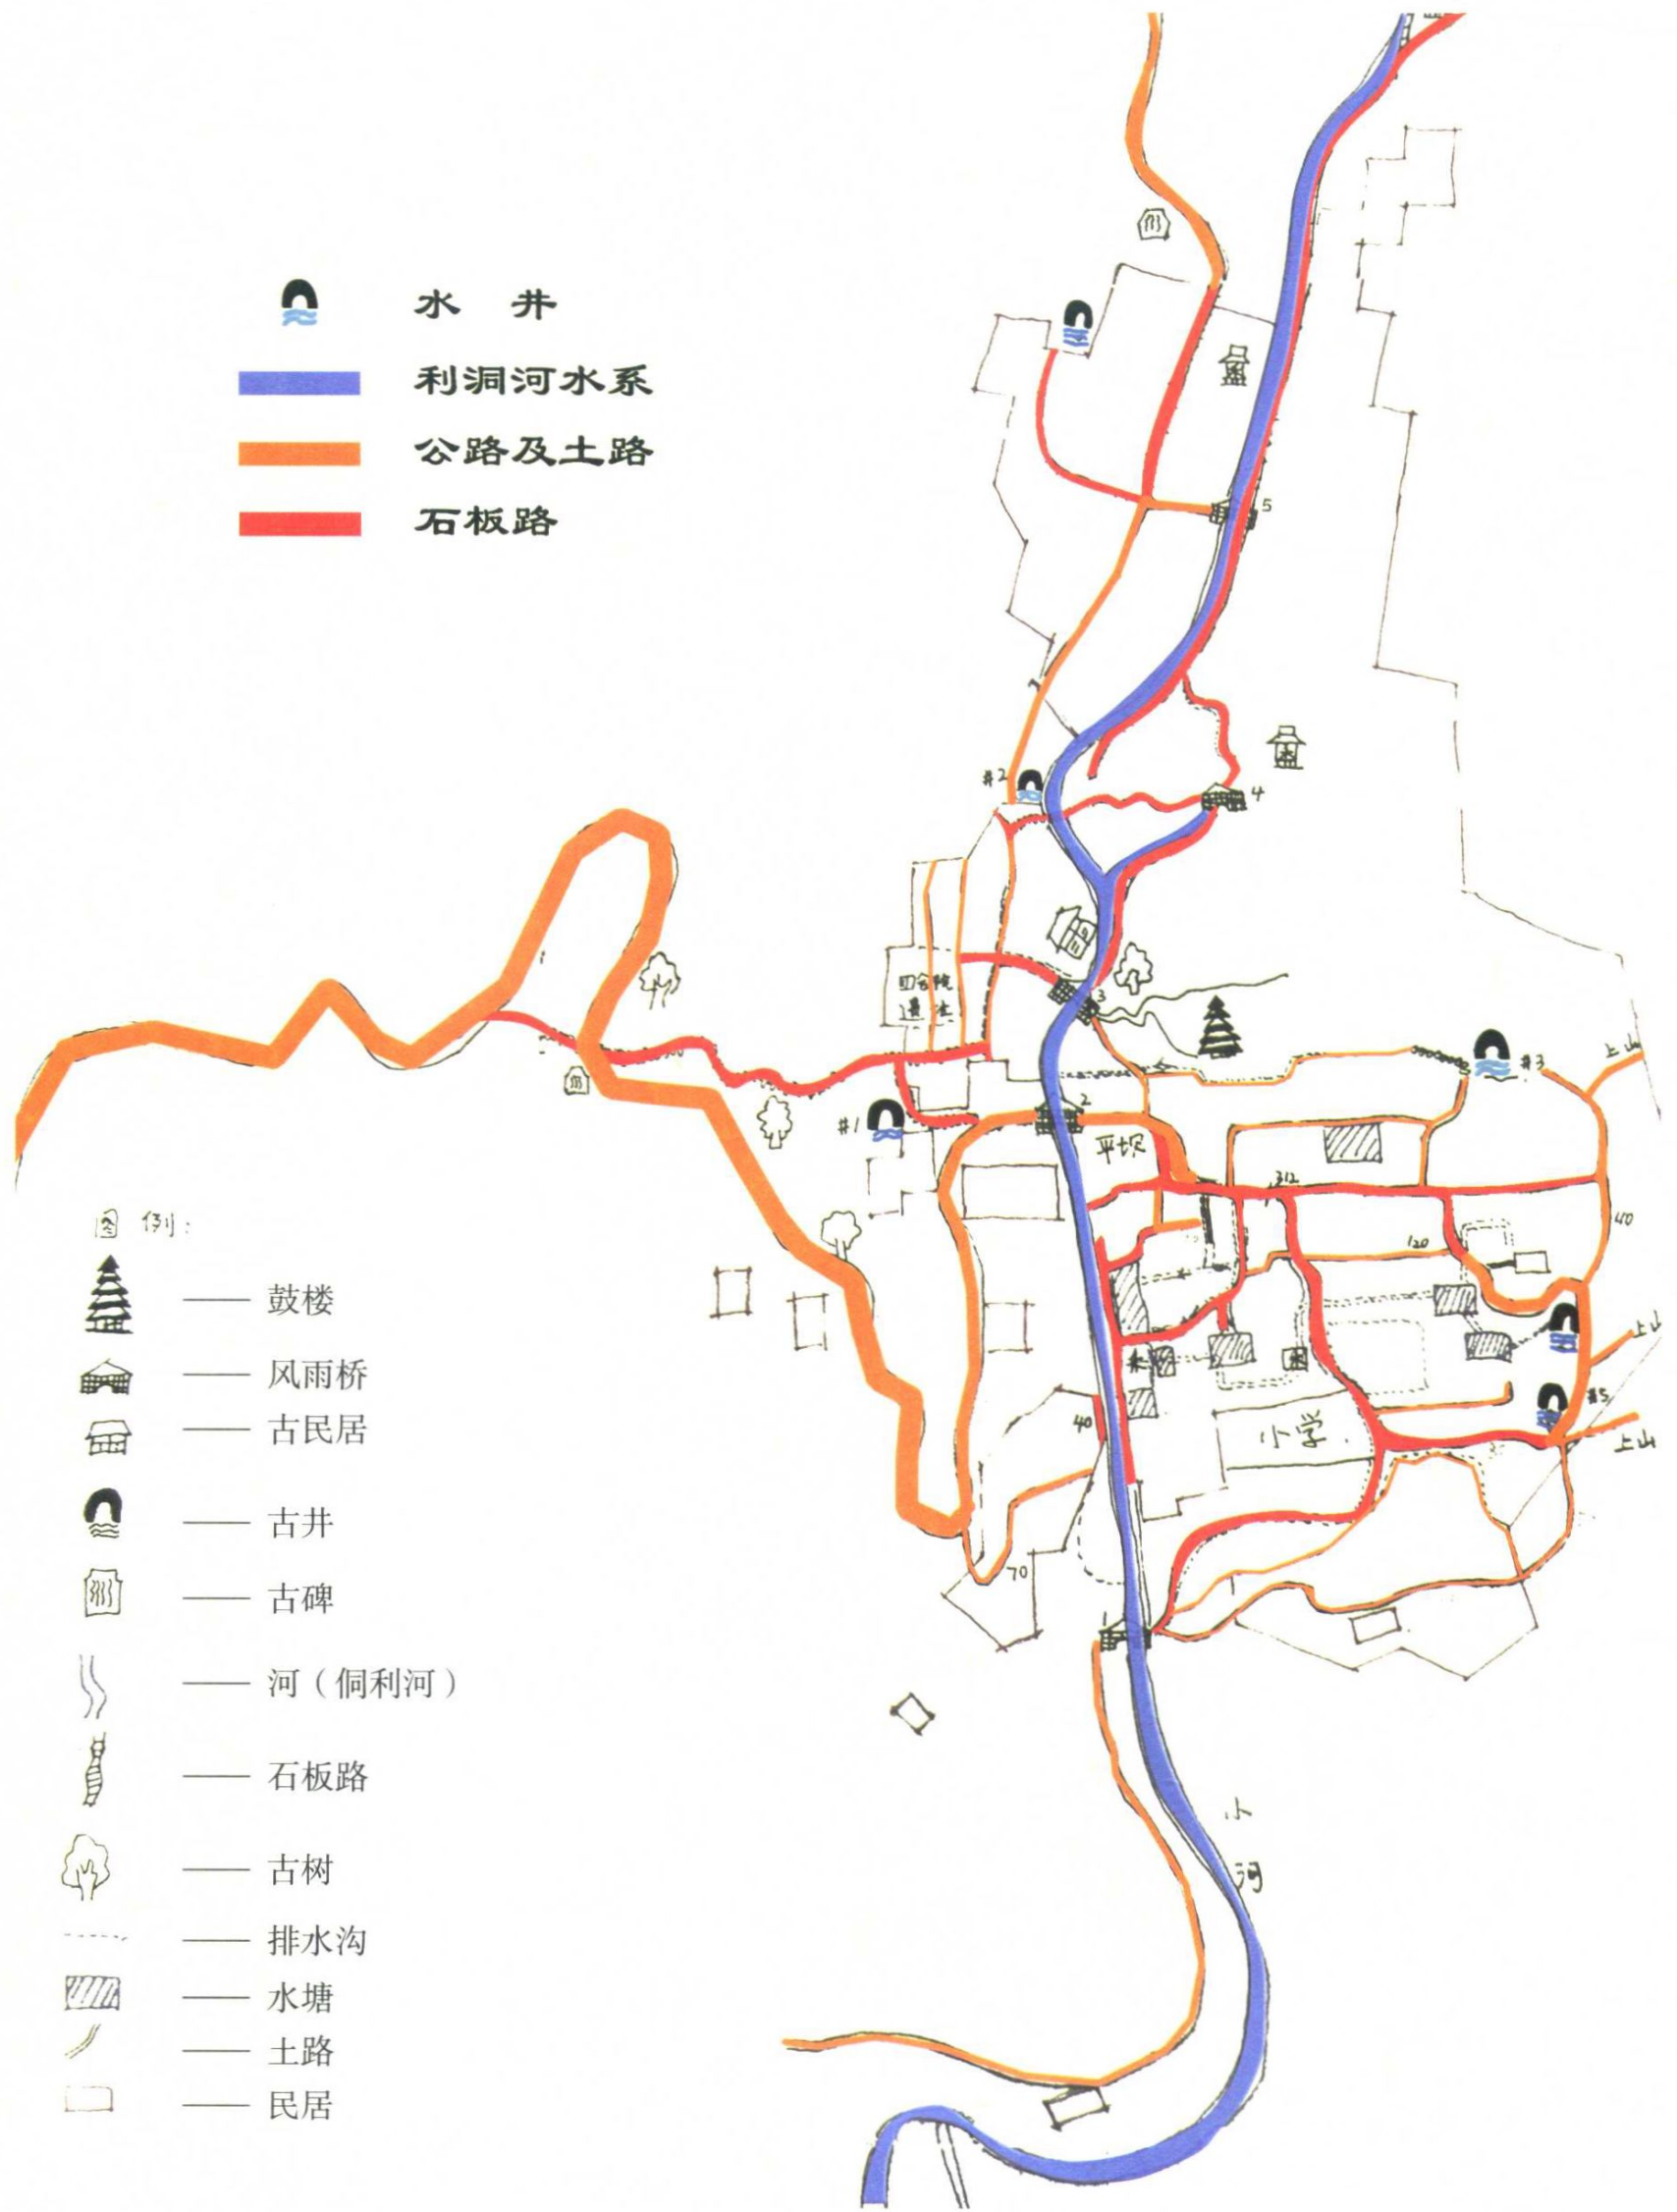 水 井
利洞河水系
公路及土路
石板路
5
#2
4
3
上山
#3
#1
2
平坝
312
40
120
上山
#5
40
小学
上山
70
1
小河
图例:
鼓楼
风雨桥
古民居
古井
古碑
河（侗利河）
石板路
古树
排水沟
水塘
土路
民居